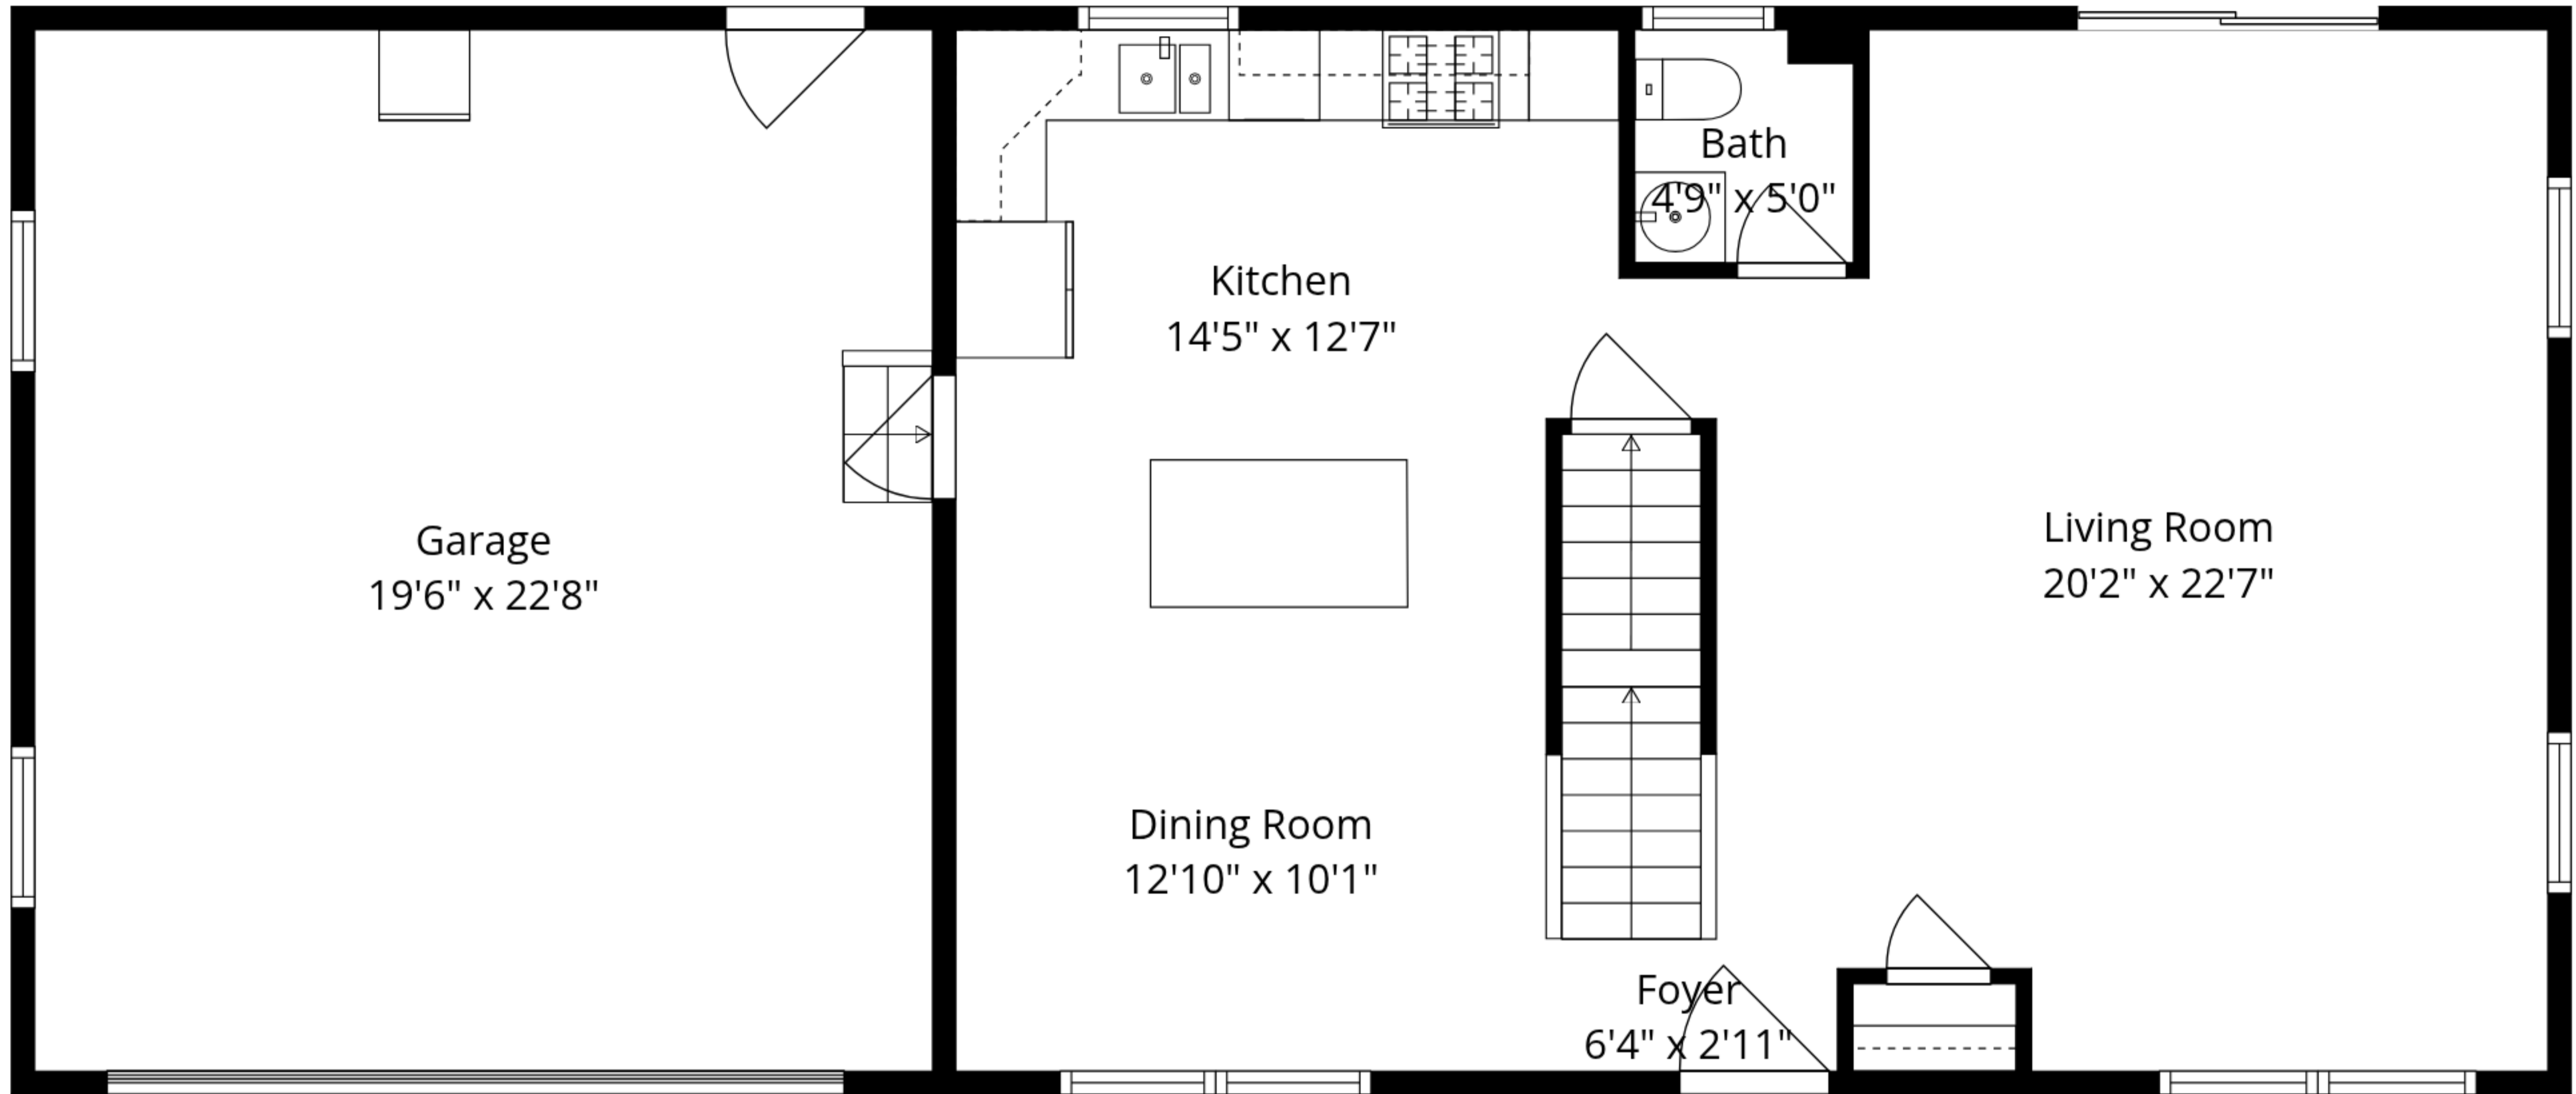 Bath
4'9" x 5'0"
Kitchen
14'5" x 12'7"
Garage
19'6" x 22'8"
Living Room
20'2" x 22'7"
Dining Room
12'10" x 10'1"
Foyer
6'4" x 2'11"